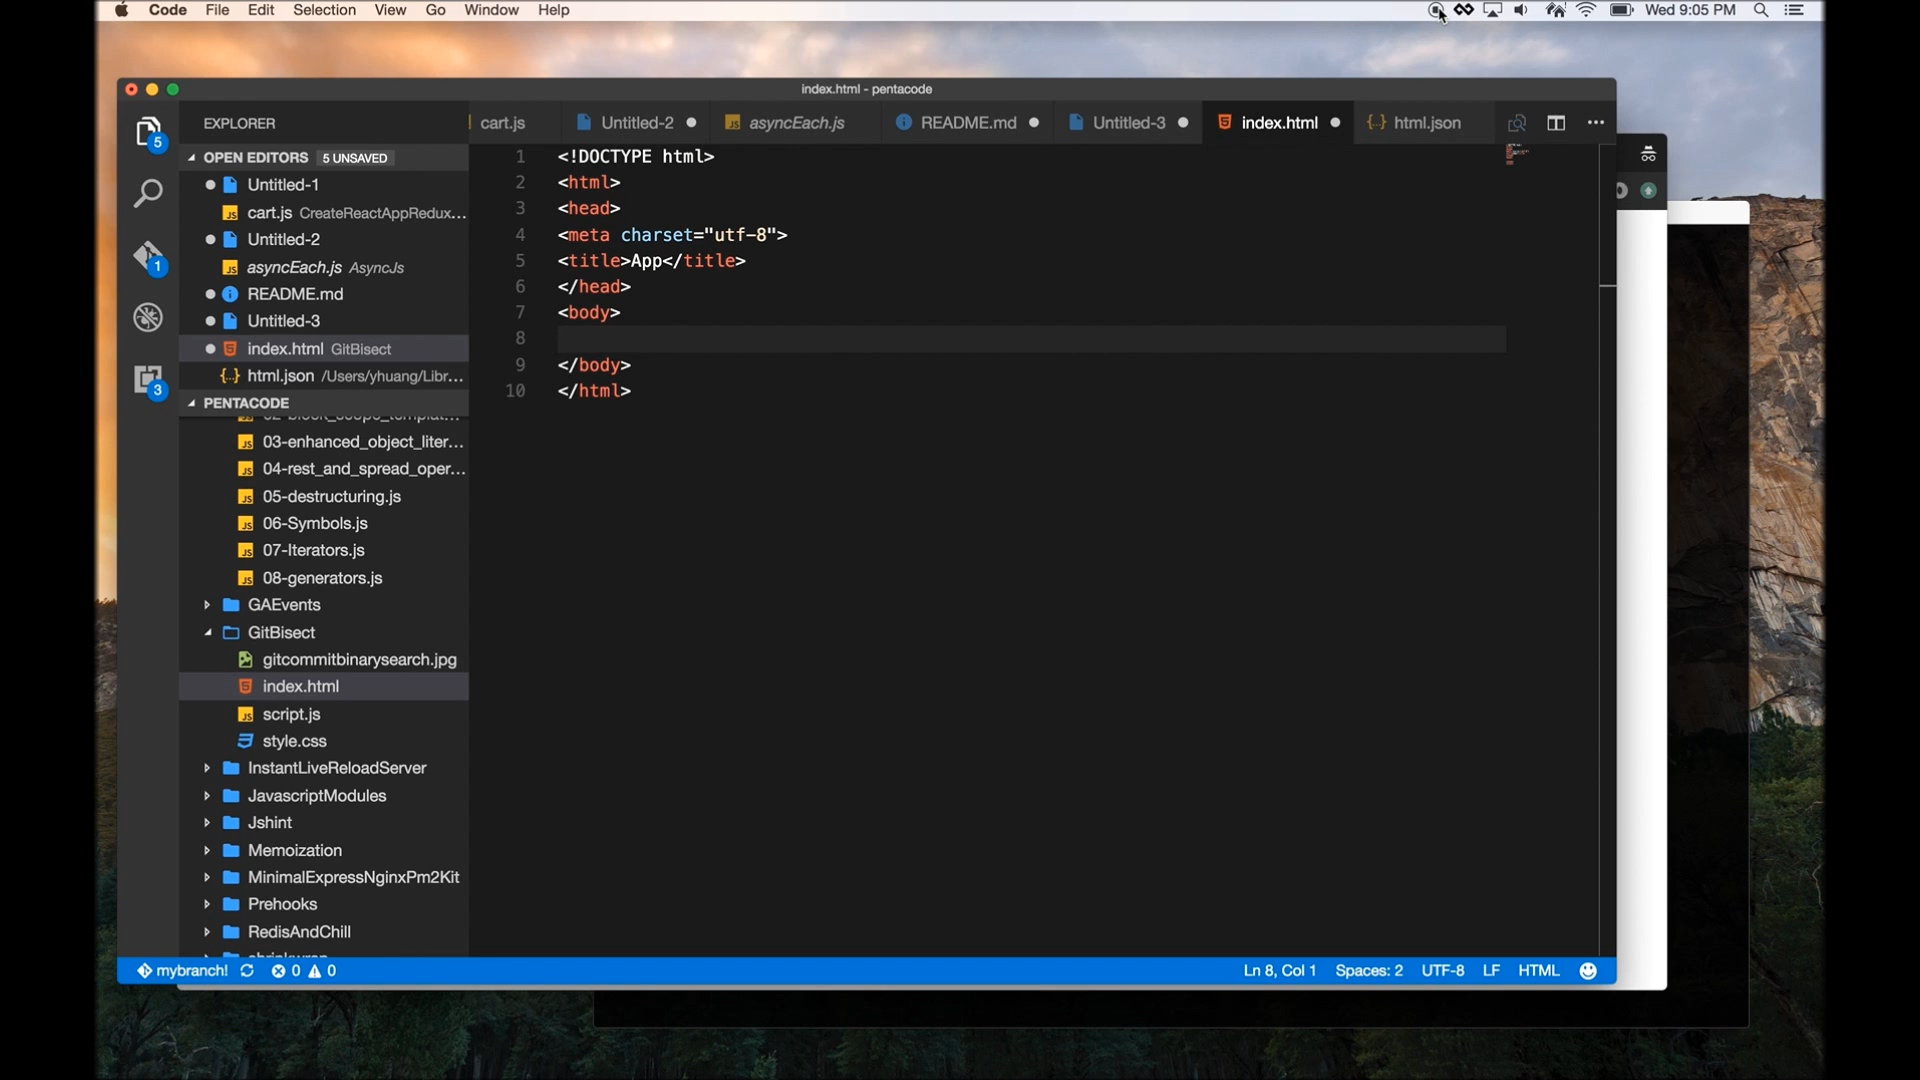 Code File Edit Selection View Go Window Help Wed 9:05 PM
index.html - pentacode
EXPLORER
cart.js Untitled-2 asyncEach.js README.md Untitled-3 index.html html.json
OPEN EDITORS 5 UNSAVED
Untitled-1
cart.js CreateReactAppRedux...
Untitled-2
asyncEach.js AsyncJs
README.md
Untitled-3
index.html GitBisect
html.json /Users/yhuang/Libr...
PENTACODE
03-enhanced_object_liter...
04-rest_and_spread_oper...
05-destructuring.js
06-Symbols.js
07-Iterators.js
08-generators.js
GAEvents
GitBisect
gitcommitbinarysearch.jpg
index.html
script.js
style.css
InstantLiveReloadServer
JavascriptModules
Jshint
Memoization
MinimalExpressNginxPm2Kit
Prehooks
RedisAndChill
5
1
3
1 <!DOCTYPE html>
2 <html>
3 <head>
4 <meta charset="utf-8">
5 <title>App</title>
6 </head>
7 <body>
8
9 </body>
10 </html>
mybranch! 0 0 Ln 8, Col 1 Spaces: 2 UTF-8 LF HTML